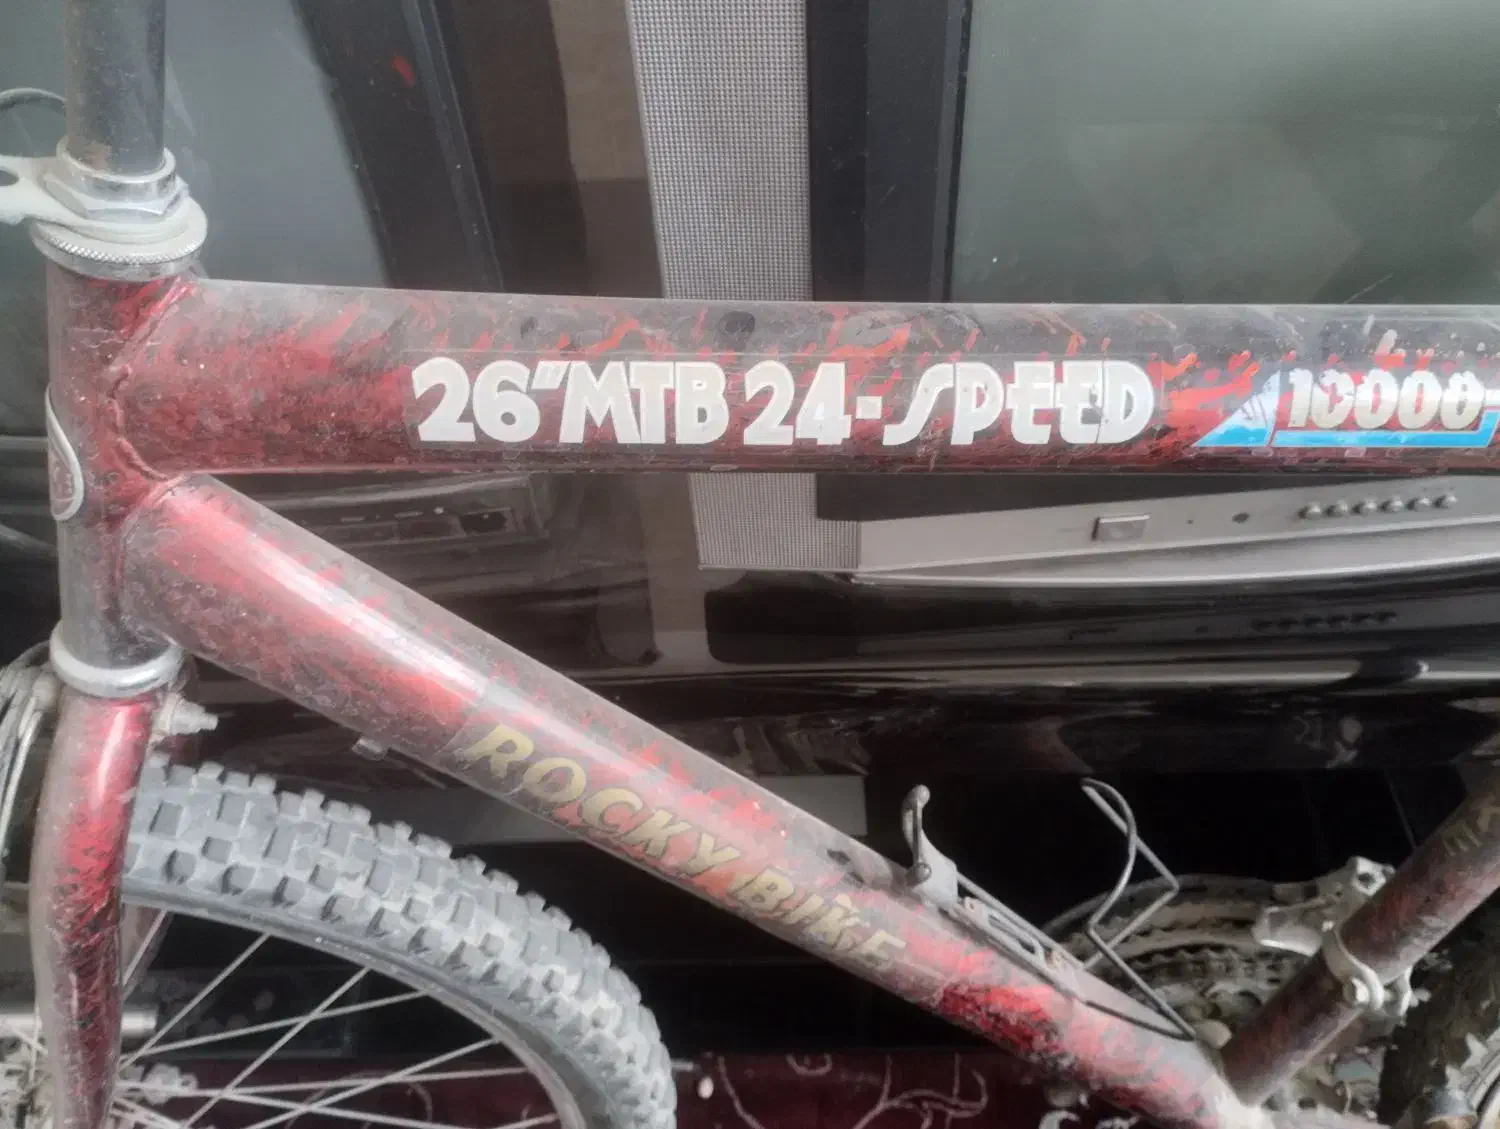 26"MTB 24-SPEED
10000
ROCKY BIKE